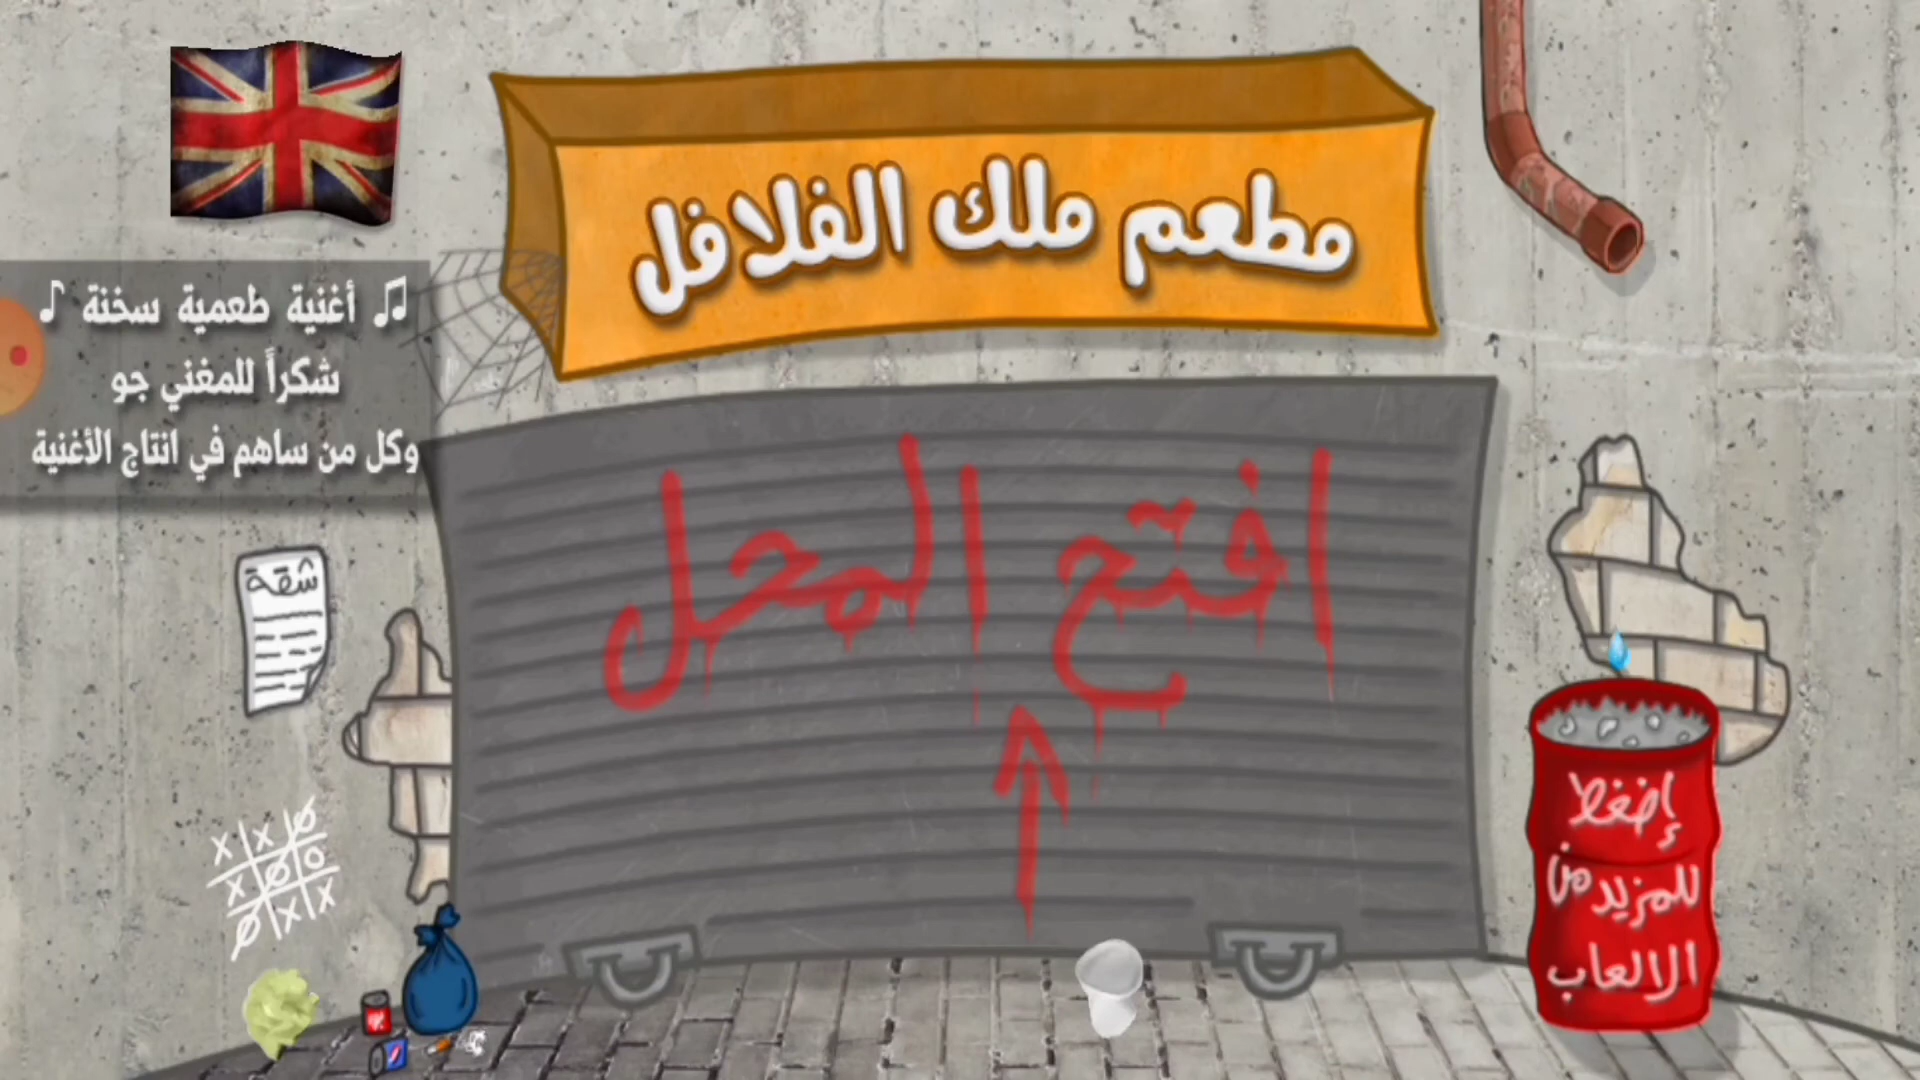 مطعم ملك الفلافل
♫ أغنية طعمية سخنة ♪
شكراً للمغني جو
وكل من ساهم في انتاج الأغنية
افتح المحل
شقة
إضغط
للمزيد من
الالعاب